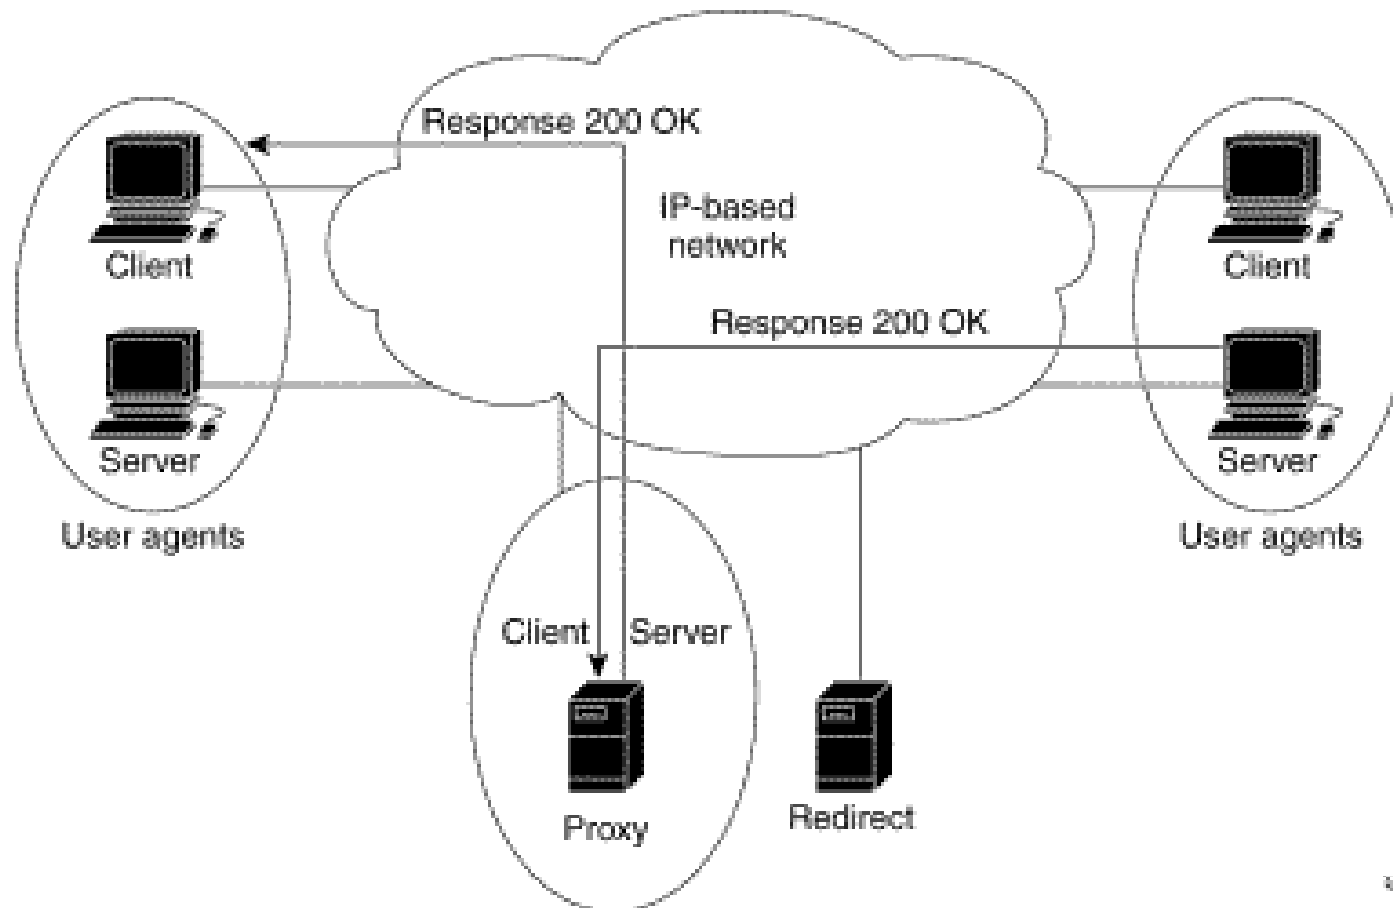 Response 200 OK
IP-based
network
Client
Client
Response 200 OK
Server
Server
User agents
User agents
Client
Server
Proxy
Redirect